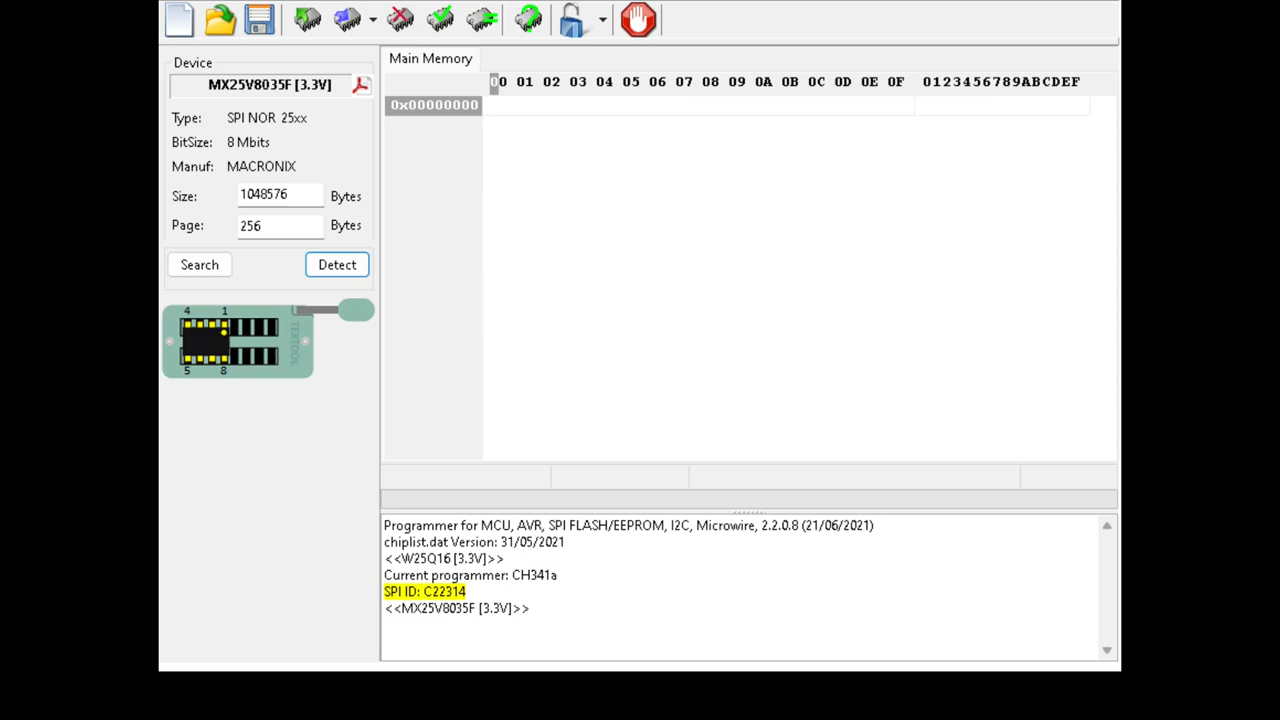 Device
MX25V8035F [3.3V]
Type: SPI NOR 25xx
BitSize: 8 Mbits
Manuf: MACRONIX
Size: 1048576 Bytes
Page: 256 Bytes
Search Detect
4 1
TEXTOOL
5 8
Main Memory
00 01 02 03 04 05 06 07 08 09 0A 0B 0C 0D 0E 0F 0123456789ABCDEF
0x00000000
Programmer for MCU, AVR, SPI FLASH/EEPROM, I2C, Microwire, 2.2.0.8 (21/06/2021)
chiplist.dat Version: 31/05/2021
<<W25Q16 [3.3V]>>
Current programmer: CH341a
SPI ID: C22314
<<MX25V8035F [3.3V]>>